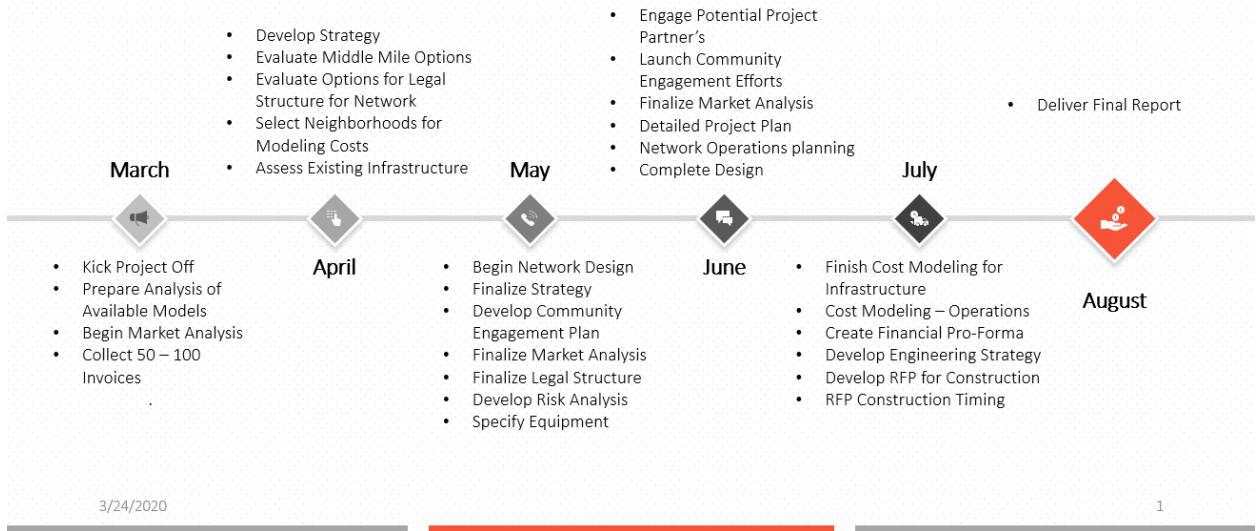 March
• Kick Project Off
• Prepare Analysis of
Available Models
• Begin Market Analysis
• Collect 50 – 100
Invoices
.
• Develop Strategy
• Evaluate Middle Mile Options
• Evaluate Options for Legal
Structure for Network
• Select Neighborhoods for
Modeling Costs
• Assess Existing Infrastructure
April
May
• Begin Network Design
• Finalize Strategy
• Develop Community
Engagement Plan
• Finalize Market Analysis
• Finalize Legal Structure
• Develop Risk Analysis
• Specify Equipment
• Engage Potential Project
Partner’s
• Launch Community
Engagement Efforts
• Finalize Market Analysis
• Detailed Project Plan
• Network Operations planning
• Complete Design
June
July
• Finish Cost Modeling for
Infrastructure
• Cost Modeling – Operations
• Create Financial Pro-Forma
• Develop Engineering Strategy
• Develop RFP for Construction
• RFP Construction Timing
• Deliver Final Report
August
3/24/2020
1